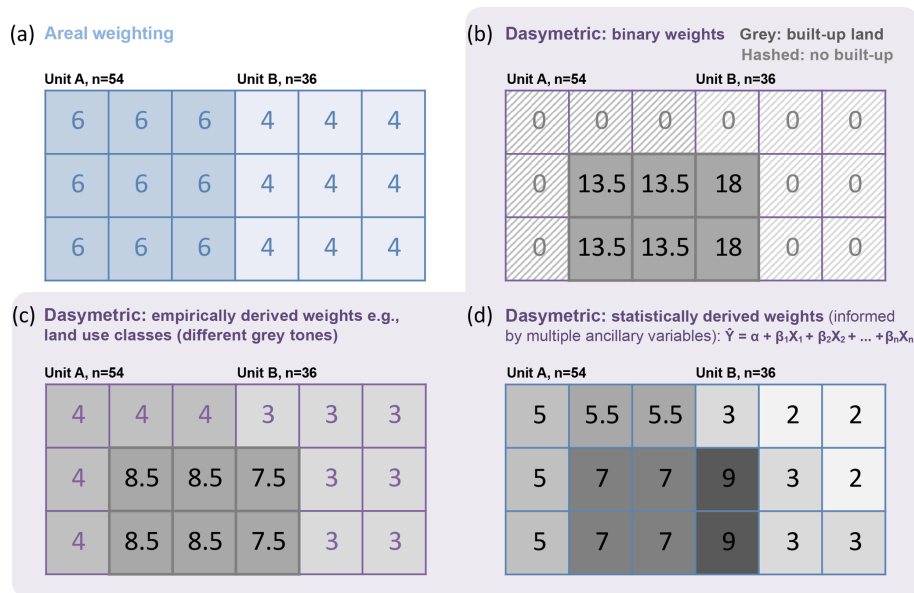 (a) Areal weighting
Unit A, n=54 Unit B, n=36
6 6 6 4 4 4
6 6 6 4 4 4
6 6 6 4 4 4
(b) Dasymetric: binary weights Grey: built-up land
Hashed: no built-up
Unit A, n=54 Unit B, n=36
0 0 0 0 0 0
0 13.5 13.5 18 0 0
0 13.5 13.5 18 0 0
(c) Dasymetric: empirically derived weights e.g.,
land use classes (different grey tones)
Unit A, n=54 Unit B, n=36
4 4 4 3 3 3
4 8.5 8.5 7.5 3 3
4 8.5 8.5 7.5 3 3
(d) Dasymetric: statistically derived weights (informed
by multiple ancillary variables): Ŷ = α + β₁X₁ + β₂X₂ + ... +βₙXₙ
Unit A, n=54 Unit B, n=36
5 5.5 5.5 3 2 2
5 7 7 9 3 2
5 7 7 9 3 3